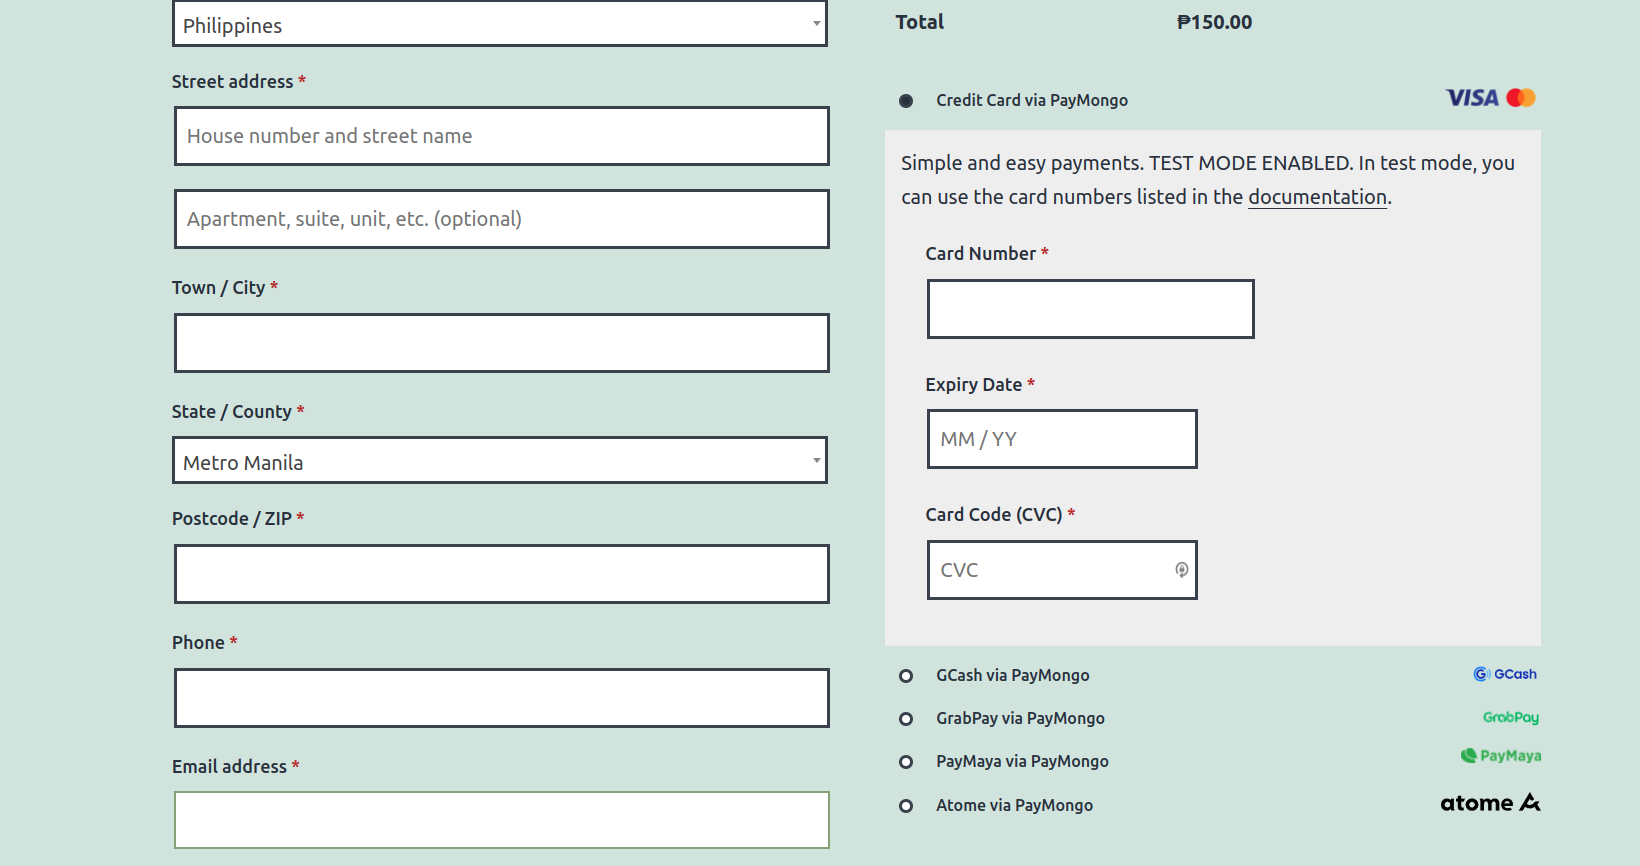 Philippines
Street address *
House number and street name
Apartment, suite, unit, etc. (optional)
Town / City *
State / County *
Metro Manila
Postcode / ZIP *
Phone *
Email address *
Total ₱150.00
Credit Card via PayMongo VISA
Simple and easy payments. TEST MODE ENABLED. In test mode, you
can use the card numbers listed in the documentation.
Card Number *
Expiry Date *
MM / YY
Card Code (CVC) *
CVC
GCash via PayMongo GCash
GrabPay via PayMongo GrabPay
PayMaya via PayMongo PayMaya
Atome via PayMongo atome